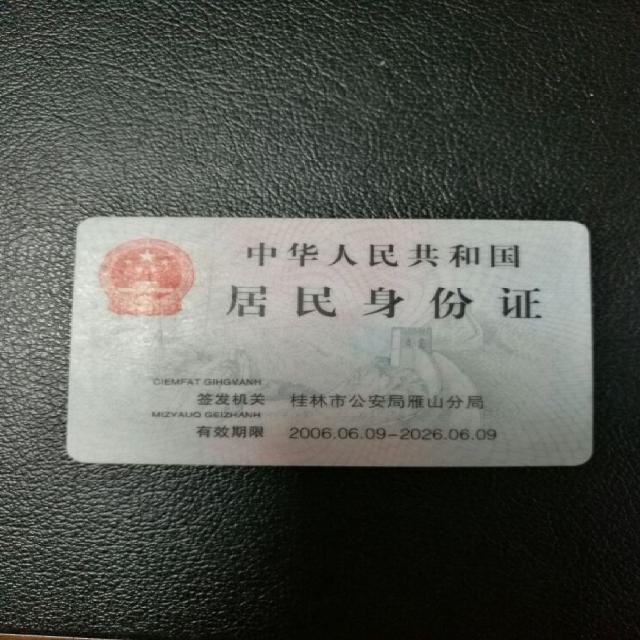 中华人民共和国
居民身份证
CIEMFAT GIHGVANH
签发机关 桂林市公安局雁山分局
MIZYAUQ GEIZHANH
有效期限 2006.06.09-2026.06.09